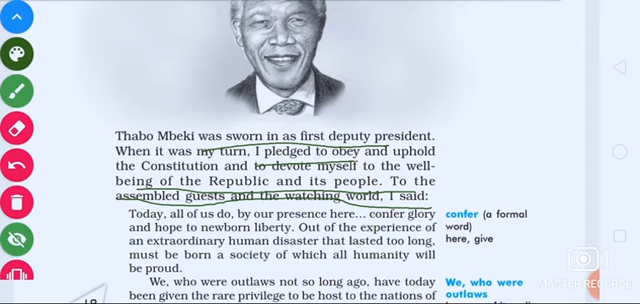 Thabo Mbeki was sworn in as first deputy president.
When it was my turn, I pledged to obey and uphold
the Constitution and to devote myself to the well-
being of the Republic and its people. To the
assembled guests and the watching world, I said:
Today, all of us do, by our presence here... confer glory
and hope to newborn liberty. Out of the experience of
an extraordinary human disaster that lasted too long,
must be born a society of which all humanity will
be proud.
We, who were outlaws not so long ago, have today
been given the rare privilege to be host to the nations of
confer (a formal
word)
here, give
We, who were
outlaws
MASTER RECORDER